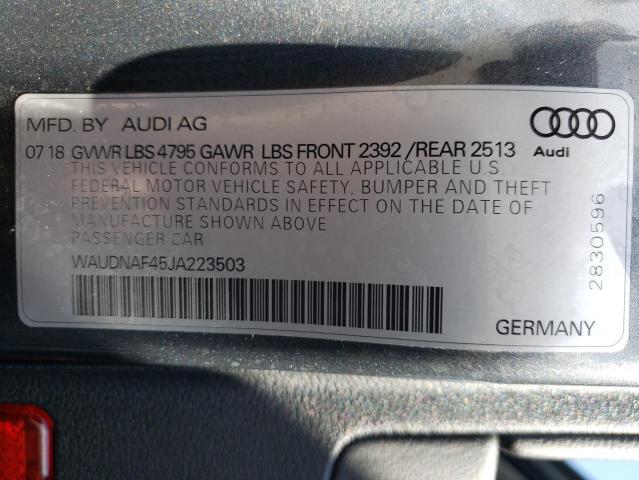 MFD. BY AUDI AG
Audi
07 18 GVWR LBS 4795 GAWR LBS FRONT 2392 /REAR 2513
THIS VEHICLE CONFORMS TO ALL APPLICABLE U.S.
FEDERAL MOTOR VEHICLE SAFETY, BUMPER AND THEFT
PREVENTION STANDARDS IN EFFECT ON THE DATE OF
MANUFACTURE SHOWN ABOVE
PASSENGER CAR
WAUDNAF45JA223503
2830596
GERMANY